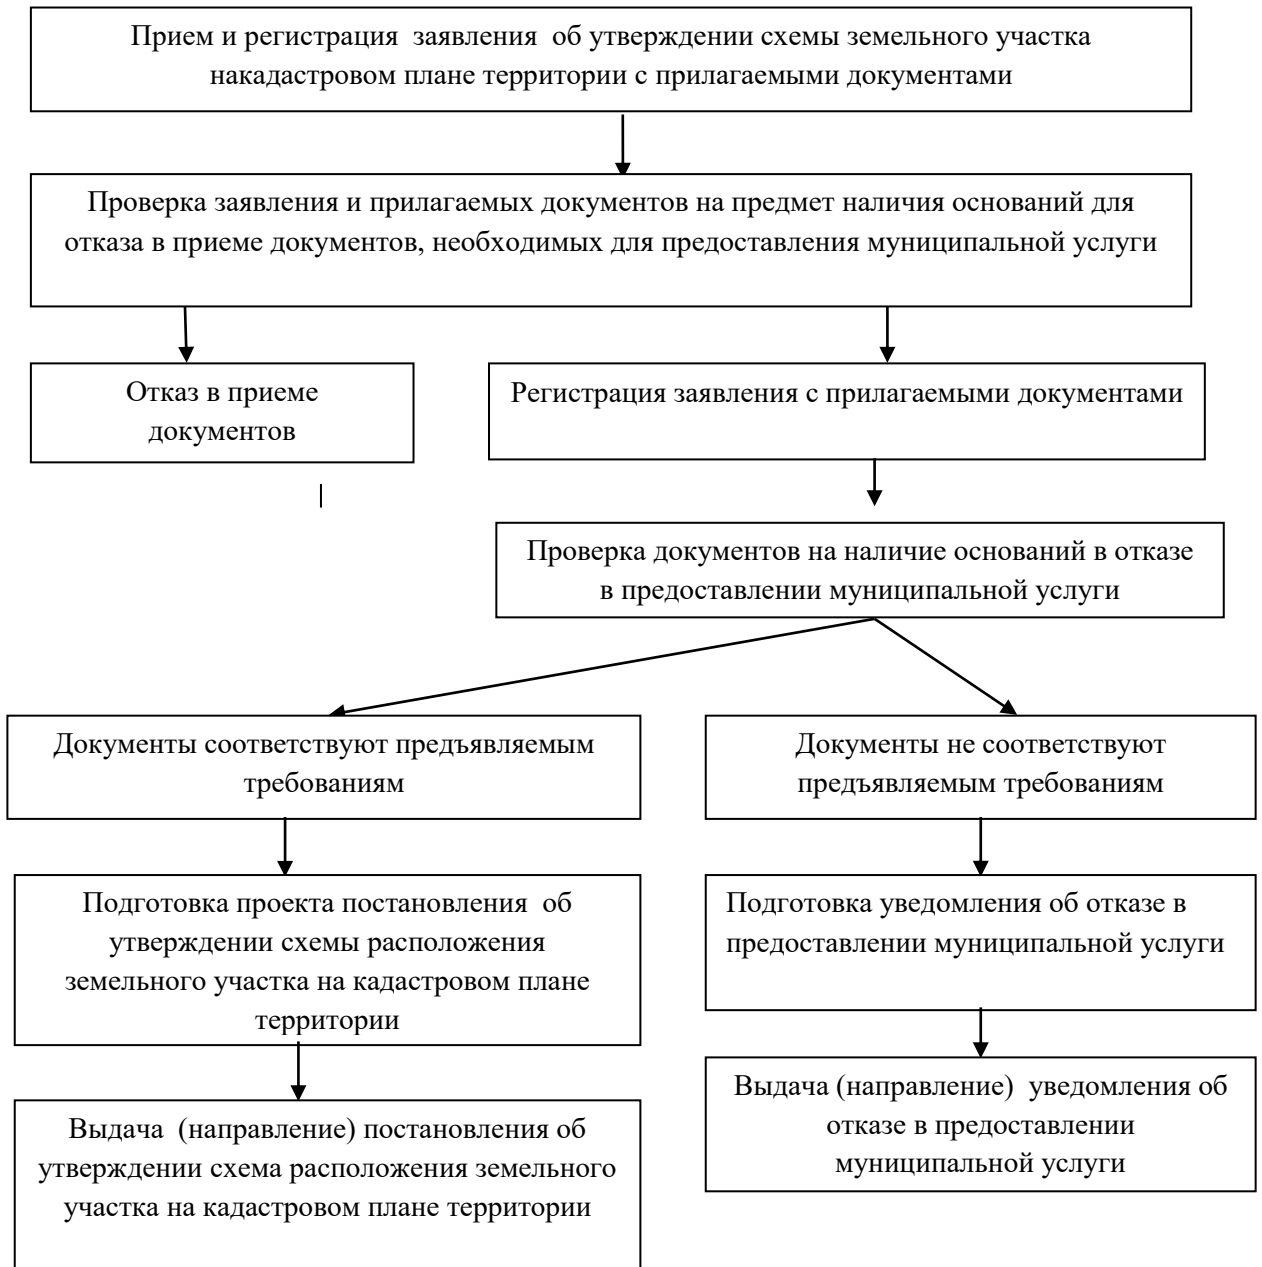 Прием и регистрация заявления об утверждении схемы земельного участка
накадастровом плане территории с прилагаемыми документами
Проверка заявления и прилагаемых документов на предмет наличия оснований для
отказа в приеме документов, необходимых для предоставления муниципальной услуги
Отказ в приеме
документов
Регистрация заявления с прилагаемыми документами
Проверка документов на наличие оснований в отказе
в предоставлении муниципальной услуги
Документы соответствуют предъявляемым
требованиям
Документы не соответствуют
предъявляемым требованиям
Подготовка проекта постановления об
утверждении схемы расположения
земельного участка на кадастровом плане
территории
Подготовка уведомления об отказе в
предоставлении муниципальной услуги
Выдача (направление) постановления об
утверждении схема расположения земельного
участка на кадастровом плане территории
Выдача (направление) уведомления об
отказе в предоставлении
муниципальной услуги